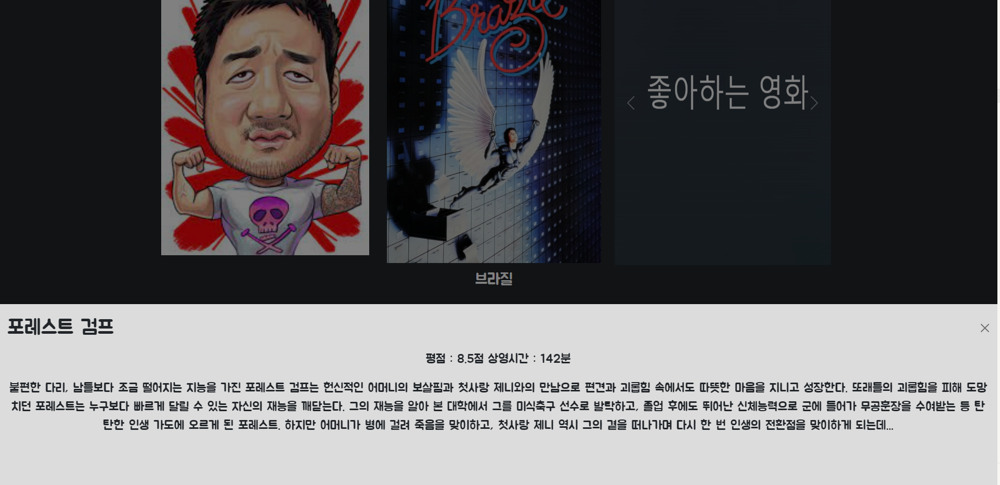 Brazil
좋아하는 영화
브라질
포레스트 검프
평점 : 8.5점 상영시간 : 142분
불편한 다리, 남들보다 조금 떨어지는 지능을 가진 포레스트 검프는 헌신적인 어머니의 보살핌과 첫사랑 제니와의 만남으로 편견과 괴롭힘 속에서도 따뜻한 마음을 지니고 성장한다. 또래들의 괴롭힘을 피해 도망
치던 포레스트는 누구보다 빠르게 달릴 수 있는 자신의 재능을 깨닫는다. 그의 재능을 알아 본 대학에서 그를 미식축구 선수로 발탁하고, 졸업 후에도 뛰어난 신체능력으로 군에 들어가 무공훈장을 수여받는 등 탄
탄한 인생 가도에 오르게 된 포레스트. 하지만 어머니가 병에 걸려 죽음을 맞이하고, 첫사랑 제니 역시 그의 곁을 떠나가며 다시 한 번 인생의 전환점을 맞이하게 되는데...